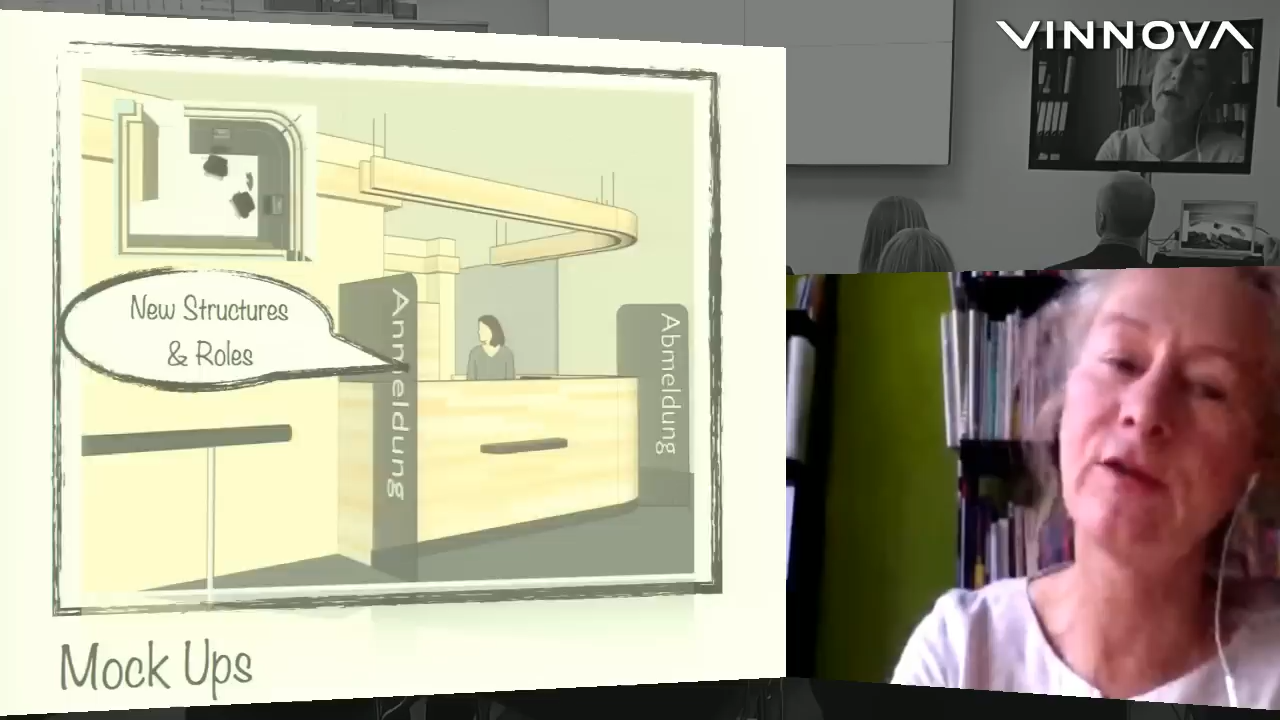 VINNOVA
New Structures
& Roles
Anmeldung
Abmeldung
Mock Ups